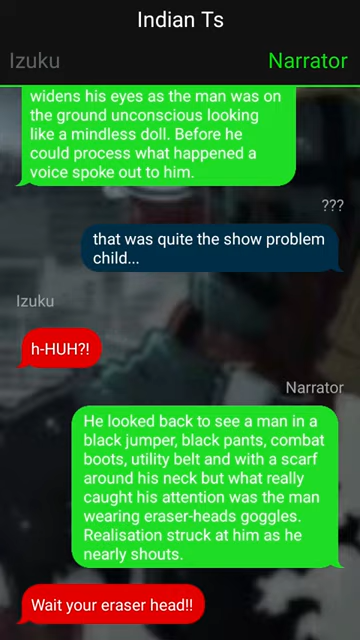 Indian Ts
Izuku
Narrator
widens his eyes as the man was on
the ground unconscious looking
like a mindless doll. Before he
could process what happened a
voice spoke out to him.
???
that was quite the show problem
child...
Izuku
h-HUH?!
Narrator
He looked back to see a man in a
black jumper, black pants, combat
boots, utility belt and with a scarf
around his neck but what really
caught his attention was the man
wearing eraser-heads goggles.
Realisation struck at him as he
nearly shouts.
Wait your eraser head!!